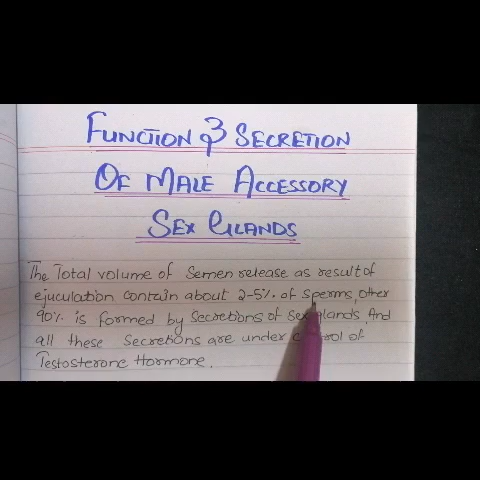 FUNCTION & SECRETION
OF MALE ACCESSORY
SEX GLANDS
The Total volume of Semen release as result of
ejuculation contain about 2-5% of sperms, other
90% is formed by secretions of Sex glands, And
all these secretions are under control of
Testosterone Hormone.